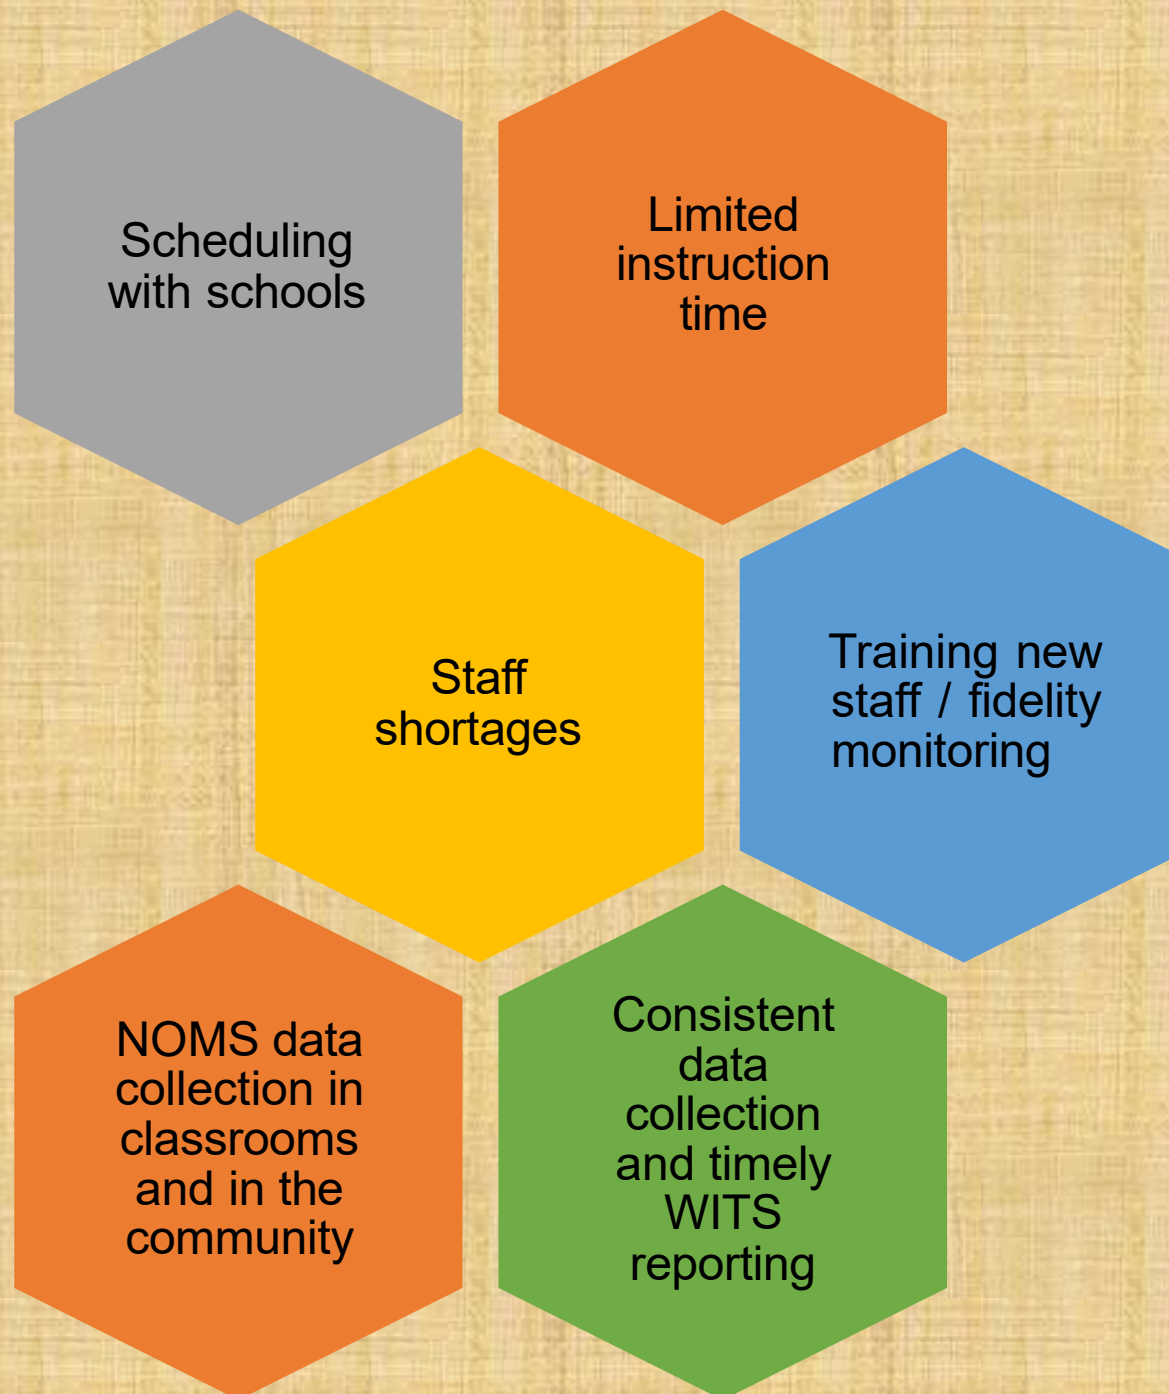 Scheduling
with schools
Limited
instruction
time
Staff
shortages
Training new
staff / fidelity
monitoring
NOMS data
collection in
classrooms
and in the
community
Consistent
data
collection
and timely
WITS
reporting